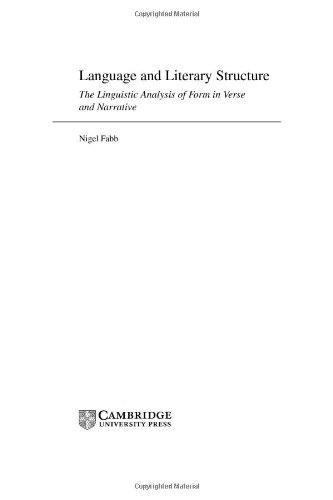 Copyrighted Material
Language and Literary Structure
The Linguistic Analysis of Form in Verse
and Narrative
Nigel Fabb
CAMBRIDGE
UNIVERSITY PRESS
Copyrighted Material